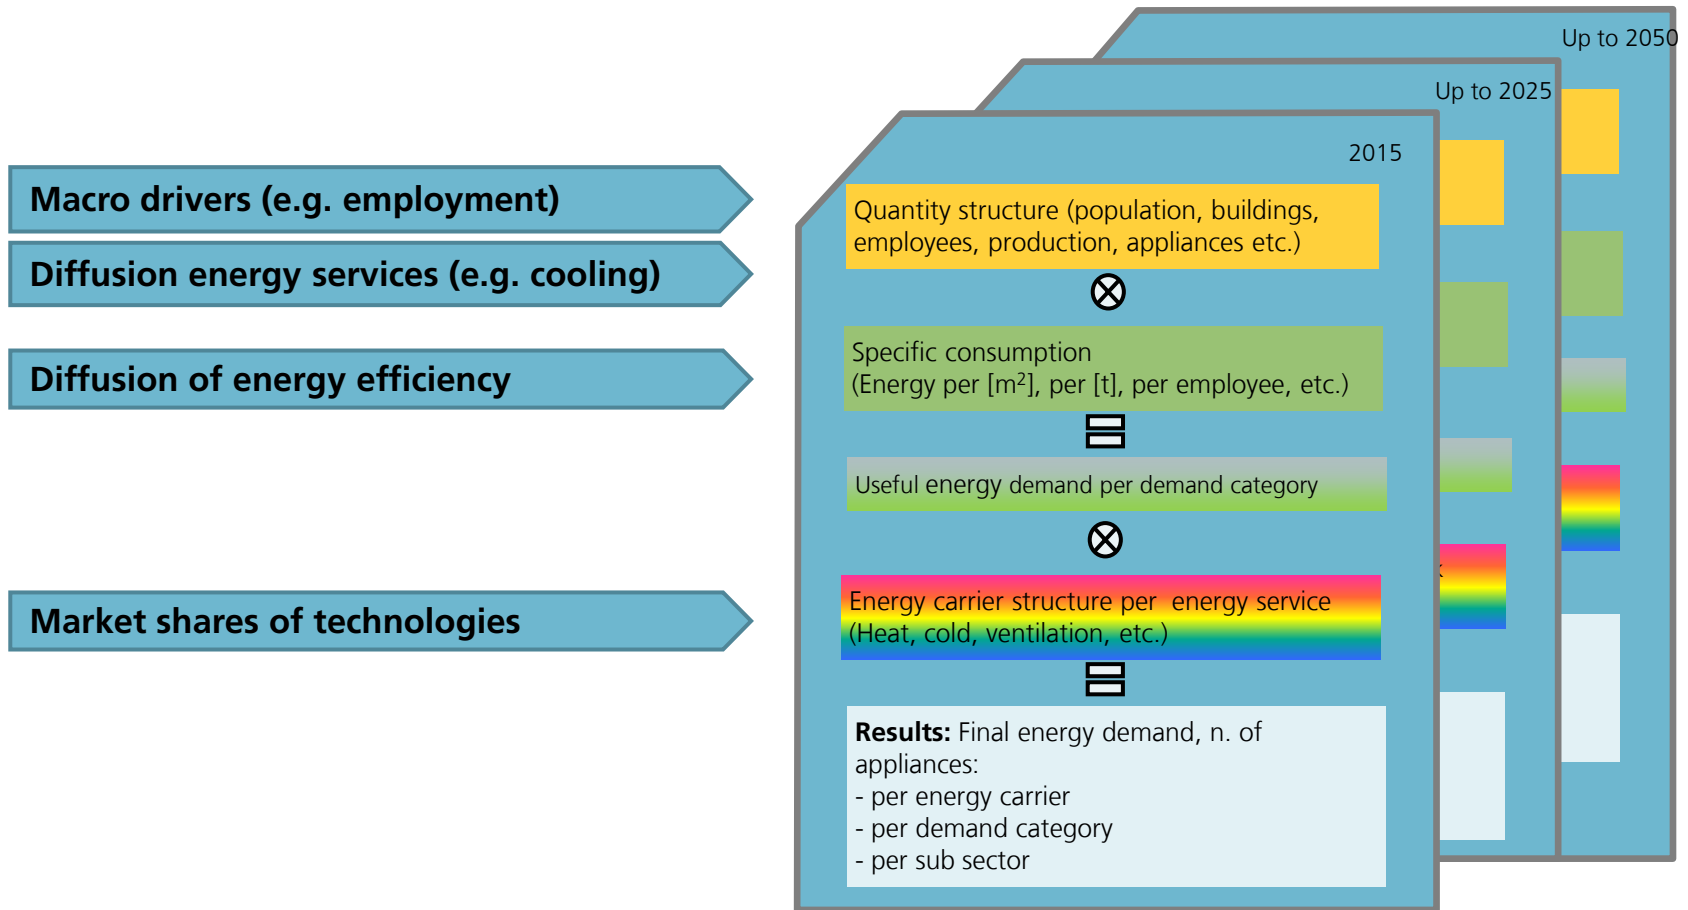 Up to 2050
Up to 2025
2015
Macro drivers (e.g. employment)
Diffusion energy services (e.g. cooling)
Diffusion of energy efficiency
Market shares of technologies
Quantity structure (population, buildings,
employees, production, appliances etc.)
Specific consumption
(Energy per [m²], per [t], per employee, etc.)
Useful energy demand per demand category
Energy carrier structure per  energy service
(Heat, cold, ventilation, etc.)
Results: Final energy demand, n. of
appliances:
- per energy carrier
- per demand category
- per sub sector